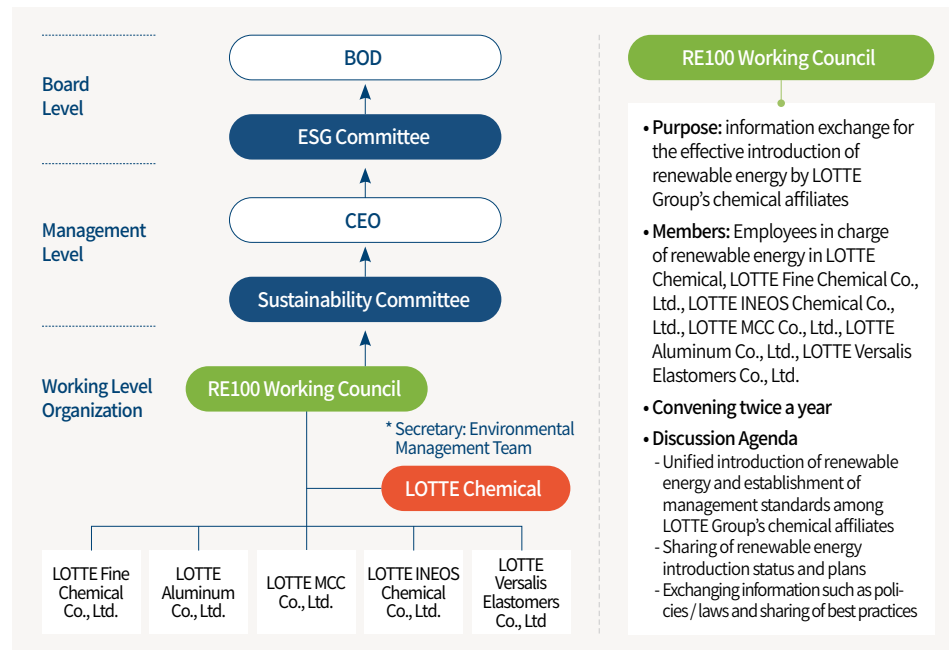 Board
Level
BOD
ESG Committee
Management
Level
CEO
Sustainability Committee
Working Level
Organization
RE100 Working Council
* Secretary: Environmental
Management Team
LOTTE Chemical
LOTTE Fine
Chemical
Co., Ltd.
LOTTE
Aluminum
Co., Ltd.
LOTTE MCC
Co., Ltd.
LOTTE INEOS
Chemical
Co., Ltd.
LOTTE
Versalis
Elastomers
Co., Ltd
RE100 Working Council
• Purpose: information exchange for
the effective introduction of
renewable energy by LOTTE
Group's chemical affiliates
• Members: Employees in charge
of renewable energy in LOTTE
Chemical, LOTTE Fine Chemical Co.,
Ltd., LOTTE INEOS Chemical Co.,
Ltd., LOTTE MCC Co., Ltd., LOTTE
Aluminum Co., Ltd., LOTTE Versalis
Elastomers Co., Ltd.
• Convening twice a year
• Discussion Agenda
- Unified introduction of renewable
energy and establishment of
management standards among
LOTTE Group's chemical affiliates
- Sharing of renewable energy
introduction status and plans
- Exchanging information such as poli-
cies / laws and sharing of best practices